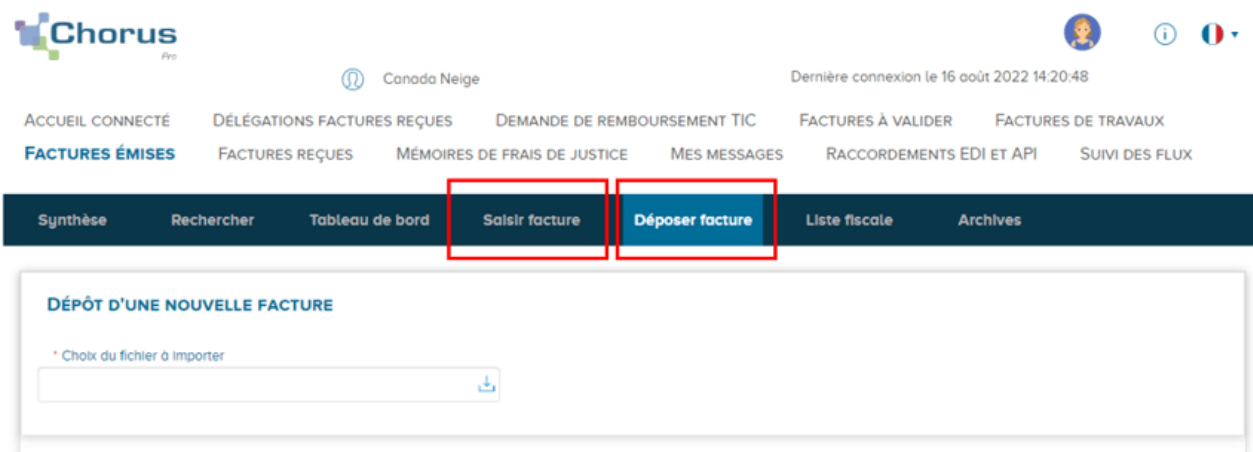 Chorus
Pro
Canada Neige
Dernière connexion le 16 août 2022 14:20:48
ACCUEIL CONNECTÉ DÉLÉGATIONS FACTURES REÇUES DEMANDE DE REMBOURSEMENT TIC FACTURES À VALIDER FACTURES DE TRAVAUX
FACTURES ÉMISES FACTURES REÇUES MÉMOIRES DE FRAIS DE JUSTICE MES MESSAGES RACCORDEMENTS EDI ET API SUIVI DES FLUX
Synthèse Rechercher Tableau de bord Saisir facture Déposer facture Liste fiscale Archives
DÉPÔT D'UNE NOUVELLE FACTURE
* Choix du fichier à importer